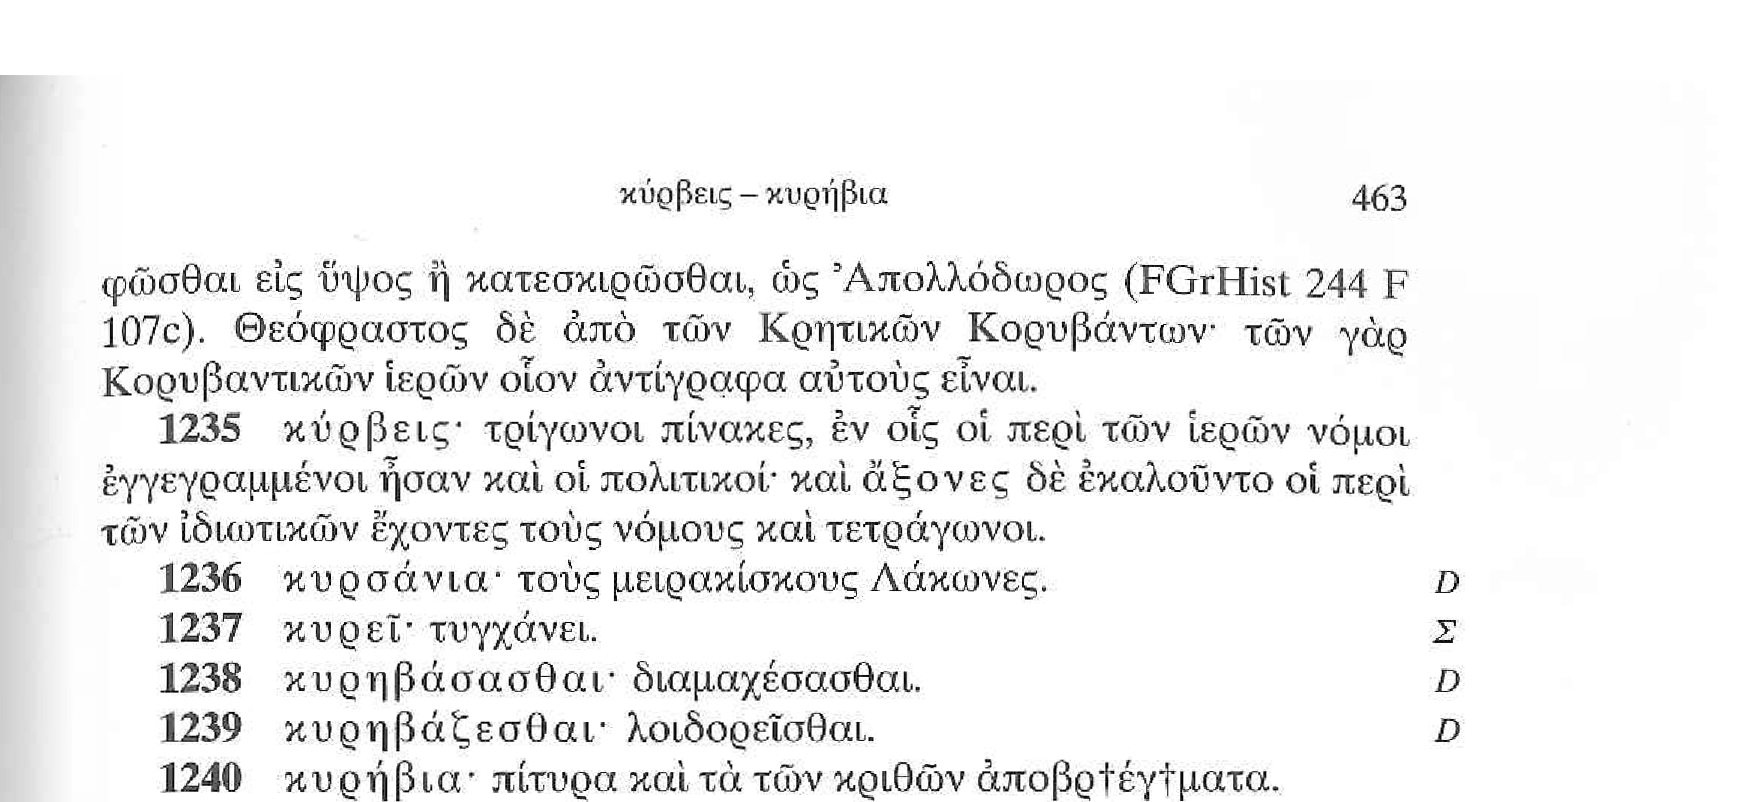 κύρβεις – κυρήβια 463
φῶσθαι εἰς ὕψος ἢ κατεσκιρῶσθαι, ὡς Ἀπολλόδωρος (FGrHist 244 F
107c). Θεόφραστος δὲ ἀπὸ τῶν Κρητικῶν Κορυβάντων· τῶν γὰρ
Κορυβαντικῶν ἱερῶν οἷον ἀντίγραφα αὐτοὺς εἶναι.
1235 κύρβεις· τρίγωνοι πίνακες, ἐν οἷς οἱ περὶ τῶν ἱερῶν νόμοι
ἐγγεγραμμένοι ἦσαν καὶ οἱ πολιτικοί· καὶ ἄξονες δὲ ἐκαλοῦντο οἱ περὶ
τῶν ἰδιωτικῶν ἔχοντες τοὺς νόμους καὶ τετράγωνοι.
1236 κυρσάνια· τοὺς μειρακίσκους Λάκωνες. D
1237 κυρεῖ· τυγχάνει. Σ
1238 κυρηβάσασθαι· διαμαχέσασθαι. D
1239 κυρηβάζεσθαι· λοιδορεῖσθαι. D
1240 κυρήβια· πίτυρα καὶ τὰ τῶν κριθῶν ἀποβρ†έγ†ματα.